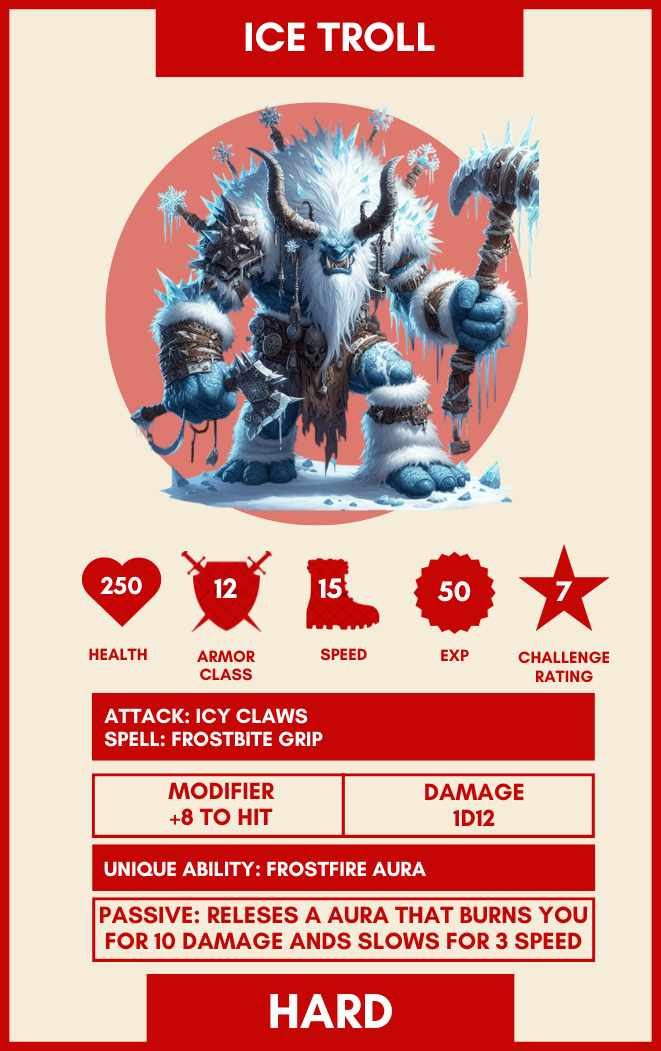 ICE TROLL
250
12
15
50
7
HEALTH
ARMOR
CLASS
SPEED
EXP
CHALLENGE
RATING
ATTACK: ICY CLAWS
SPELL: FROSTBITE GRIP
MODIFIER
+8 TO HIT
DAMAGE
1D12
UNIQUE ABILITY: FROSTFIRE AURA
PASSIVE: RELESES A AURA THAT BURNS YOU
FOR 10 DAMAGE ANDS SLOWS FOR 3 SPEED
HARD